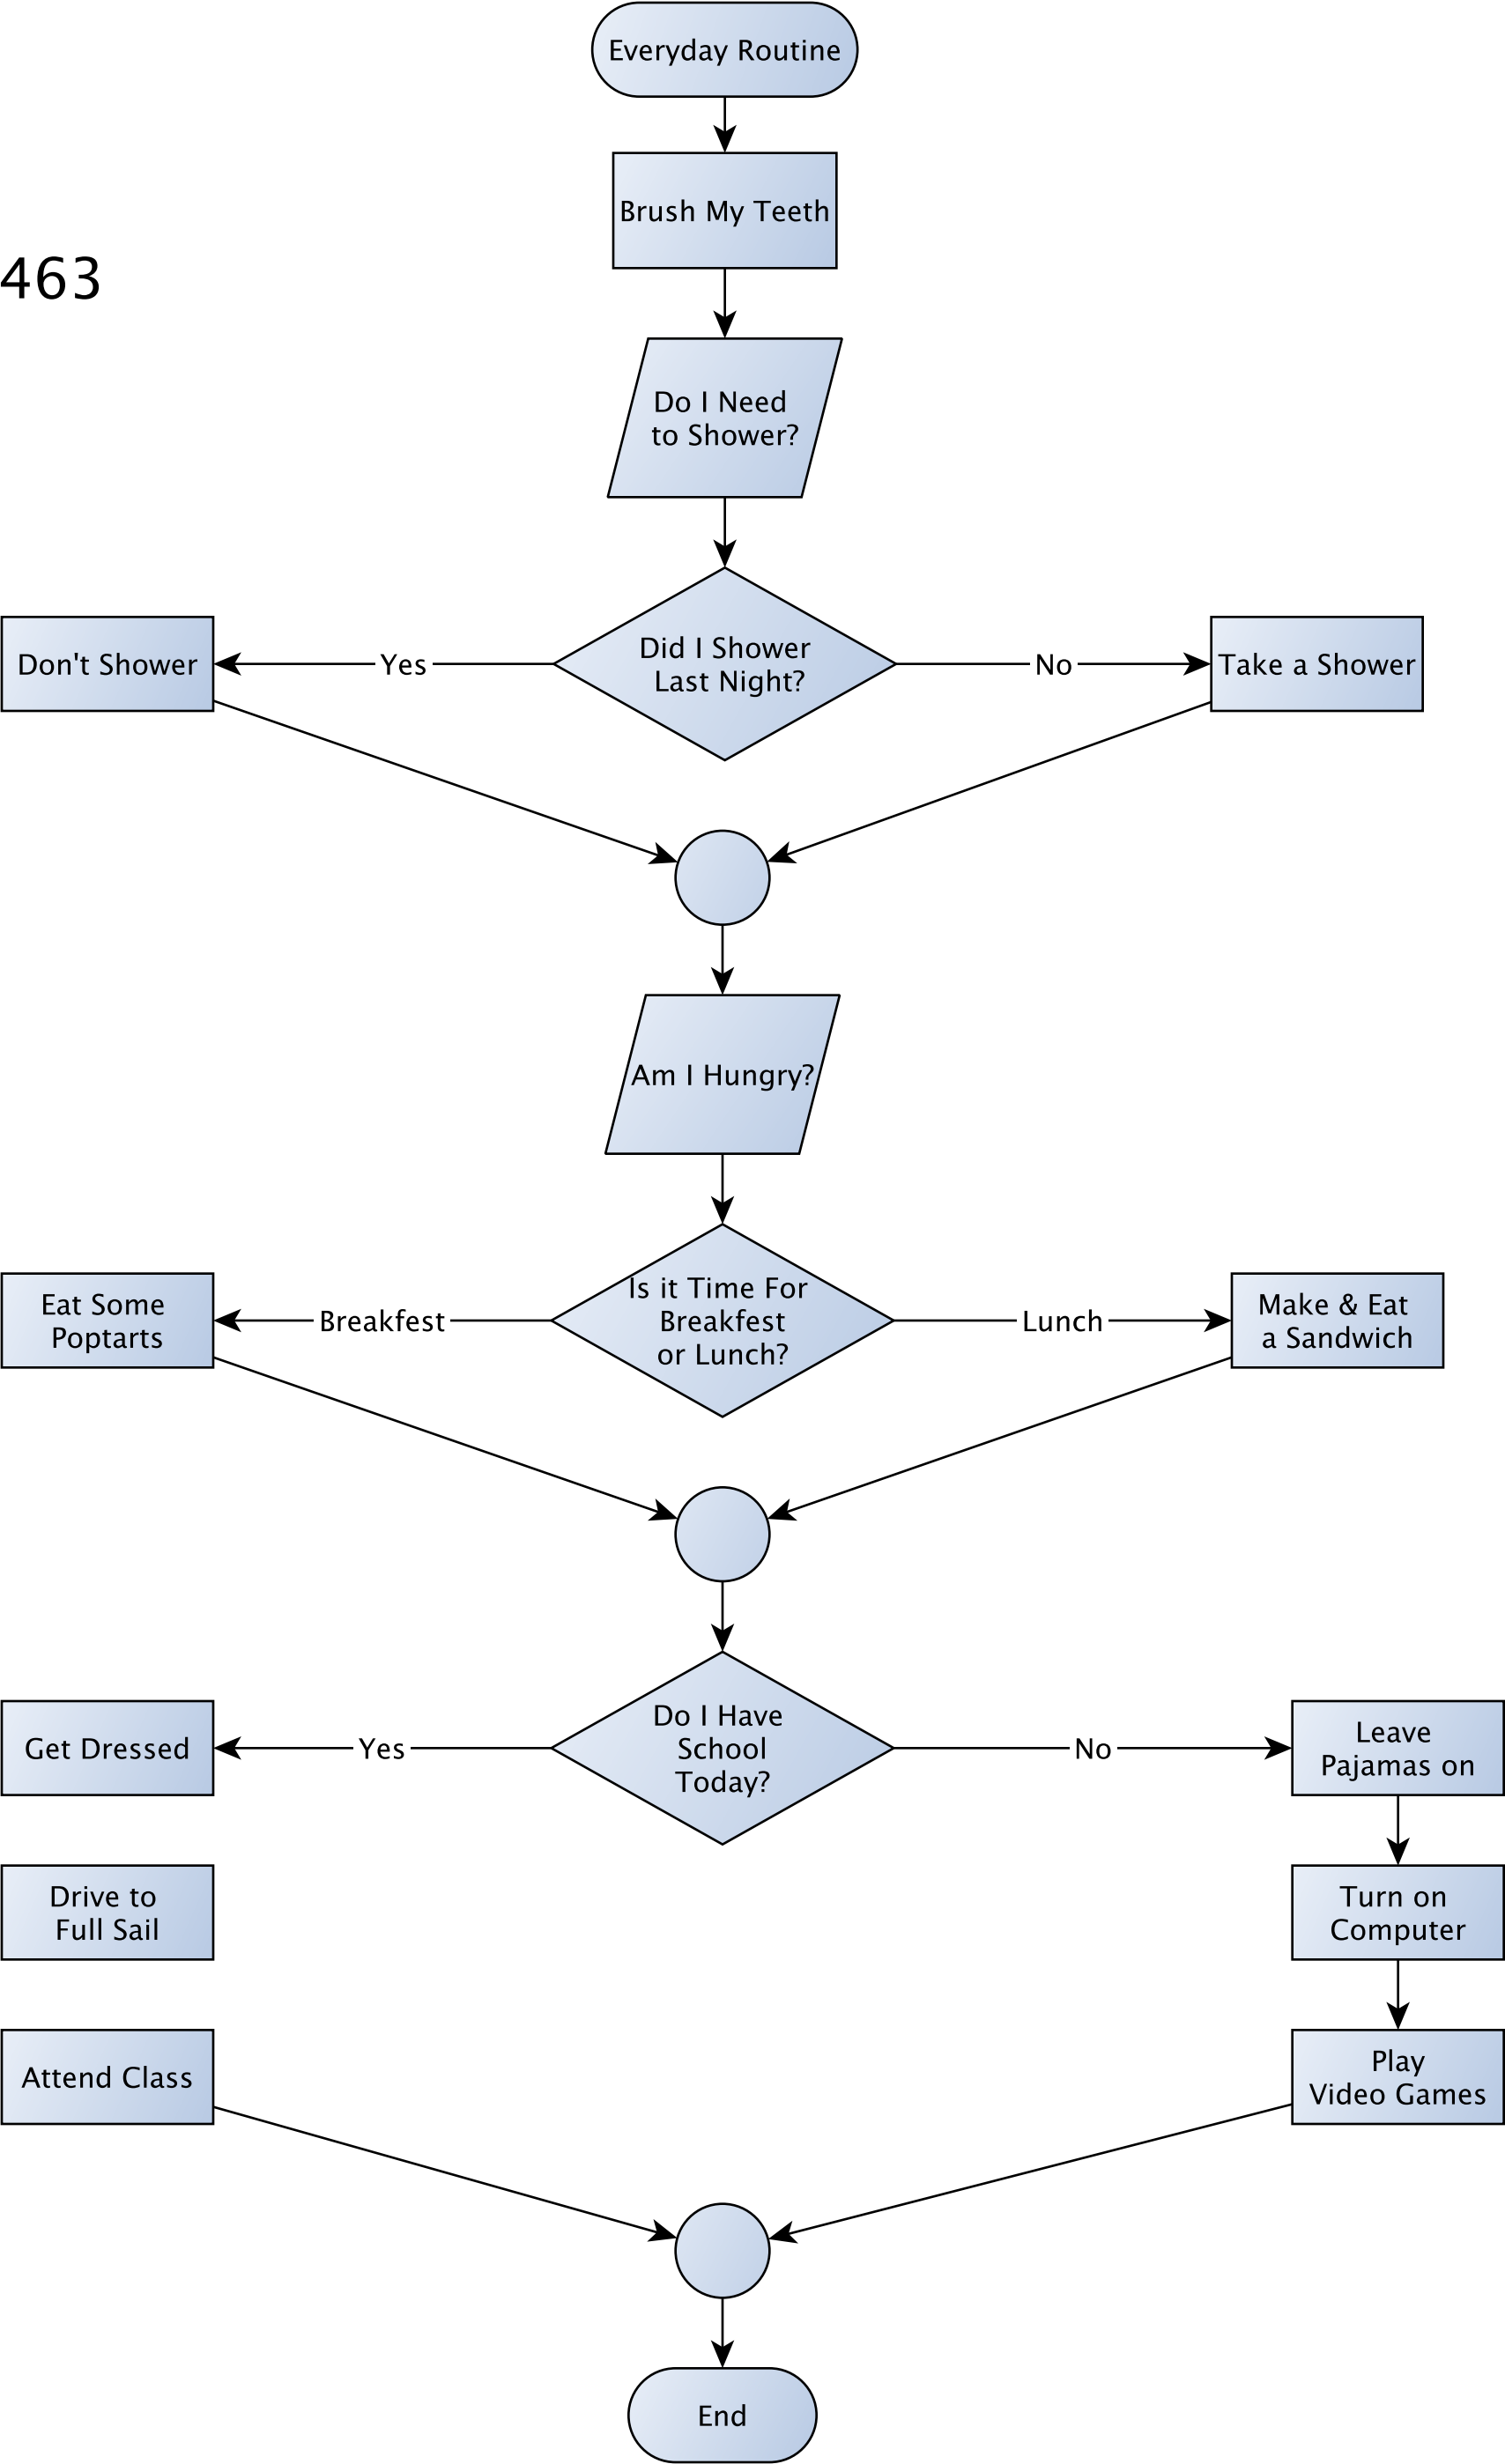 Everyday Routine
Brush My Teeth
463
Do I Need
to Shower?
Did I Shower
Last Night?
Yes
No
Don't Shower
Take a Shower
Am I Hungry?
Is it Time For
Breakfest
or Lunch?
Breakfest
Lunch
Eat Some
Poptarts
Make & Eat
a Sandwich
Do I Have
School
Today?
Yes
No
Get Dressed
Leave
Pajamas on
Drive to
Full Sail
Turn on
Computer
Attend Class
Play
Video Games
End